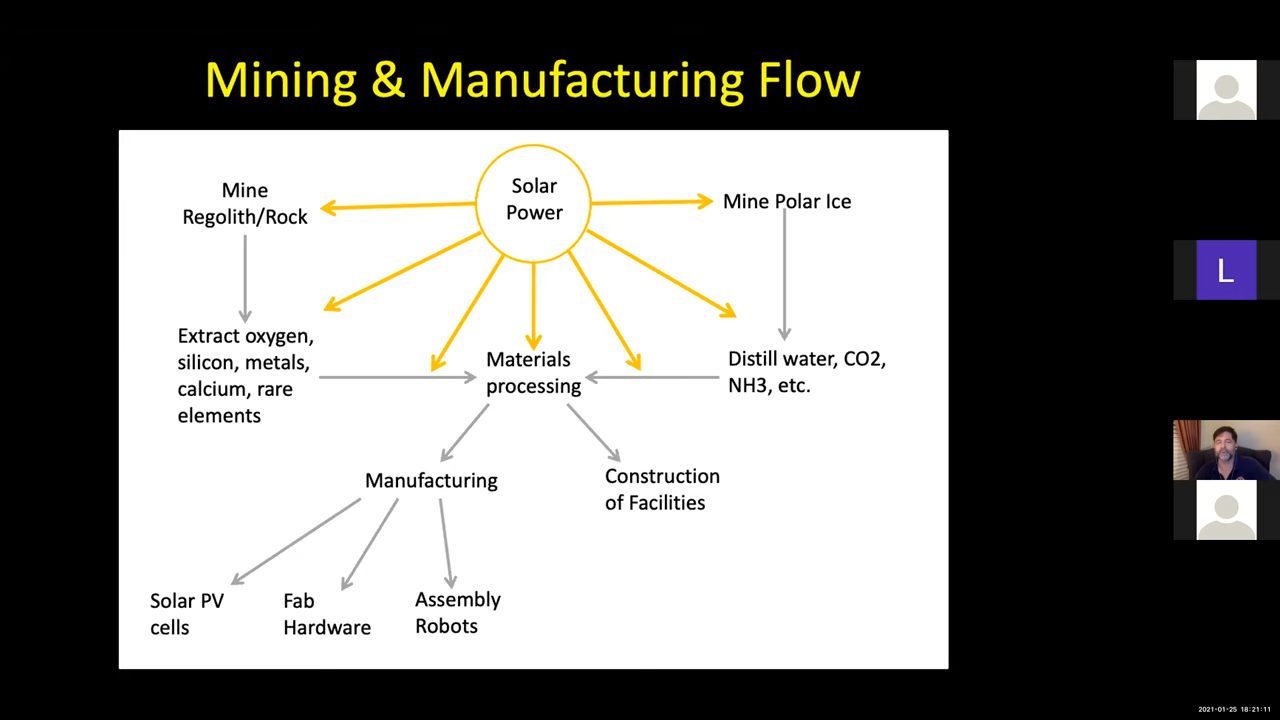 Mining & Manufacturing Flow
Solar
Power
Mine
Regolith/Rock
Mine Polar Ice
Extract oxygen,
silicon, metals,
calcium, rare
elements
Materials
processing
Distill water, CO2,
NH3, etc.
Manufacturing
Construction
of Facilities
Solar PV
cells
Fab
Hardware
Assembly
Robots
L
2021-01-25 18:21:11